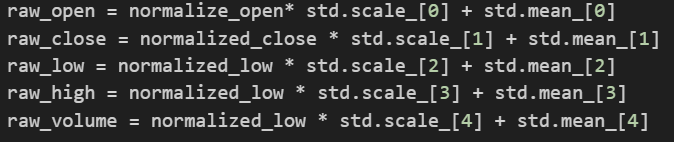 raw_open = normalize_open* std.scale_[0] + std.mean_[0]
raw_close = normalized_close * std.scale_[1] + std.mean_[1]
raw_low = normalized_low * std.scale_[2] + std.mean_[2]
raw_high = normalized_low * std.scale_[3] + std.mean_[3]
raw_volume = normalized_low * std.scale_[4] + std.mean_[4]